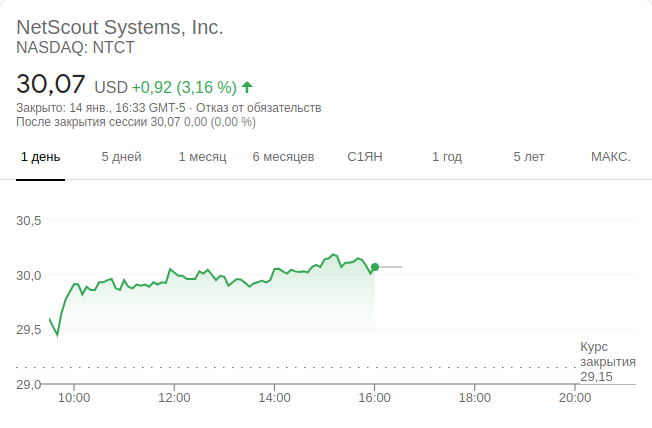 NetScout Systems, Inc.
NASDAQ: NTCT
30,07 USD +0,92 (3,16 %)
Закрыто: 14 янв., 16:33 GMT-5 · Отказ от обязательств
После закрытия сессии 30,07 0,00 (0,00 %)
1 день 5 дней 1 месяц 6 месяцев С1ЯН 1 год 5 лет МАКС.
30,5
30,0
29,5
Курс
закрытия
29,15
29,0
10:00 12:00 14:00 16:00 18:00 20:00